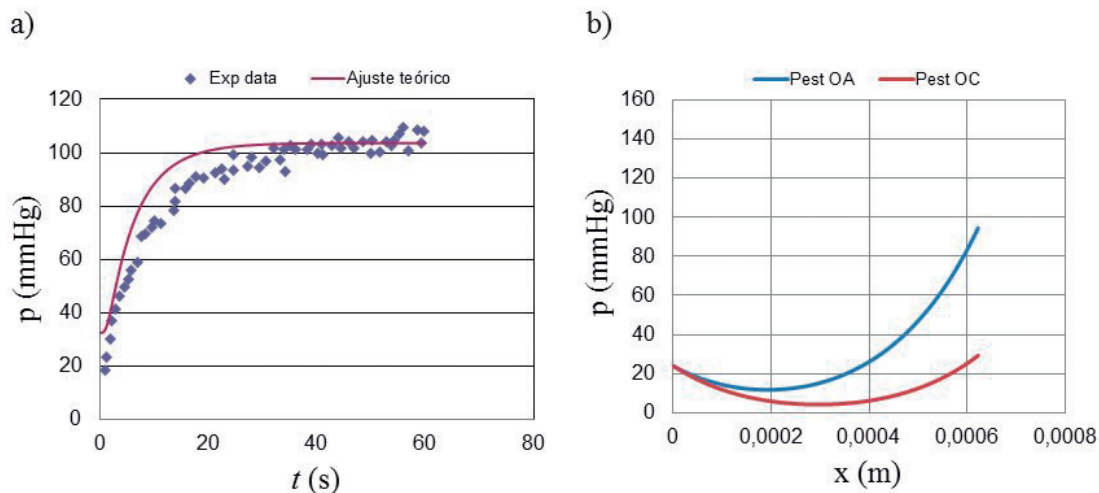 a)
Exp data
Ajuste teórico
120
100
80
60
40
20
0
p (mmHg)
0
20
40
60
80
t (s)
b)
Pest OA
Pest OC
160
140
120
100
80
60
40
20
0
p (mmHg)
0
0,0002
0,0004
0,0006
0,0008
x (m)